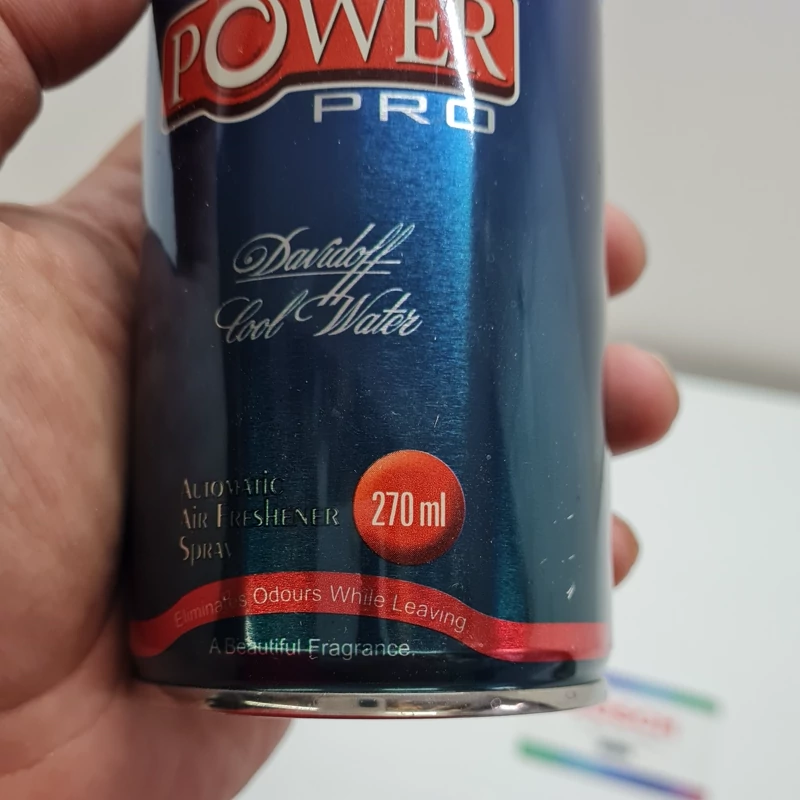 POWER
PRO
Davidoff
Cool Water
AUTOMATIC
AIR FRESHENER
SPRAY
270 ml
Eliminates Odours While Leaving
A Beautiful Fragrance.